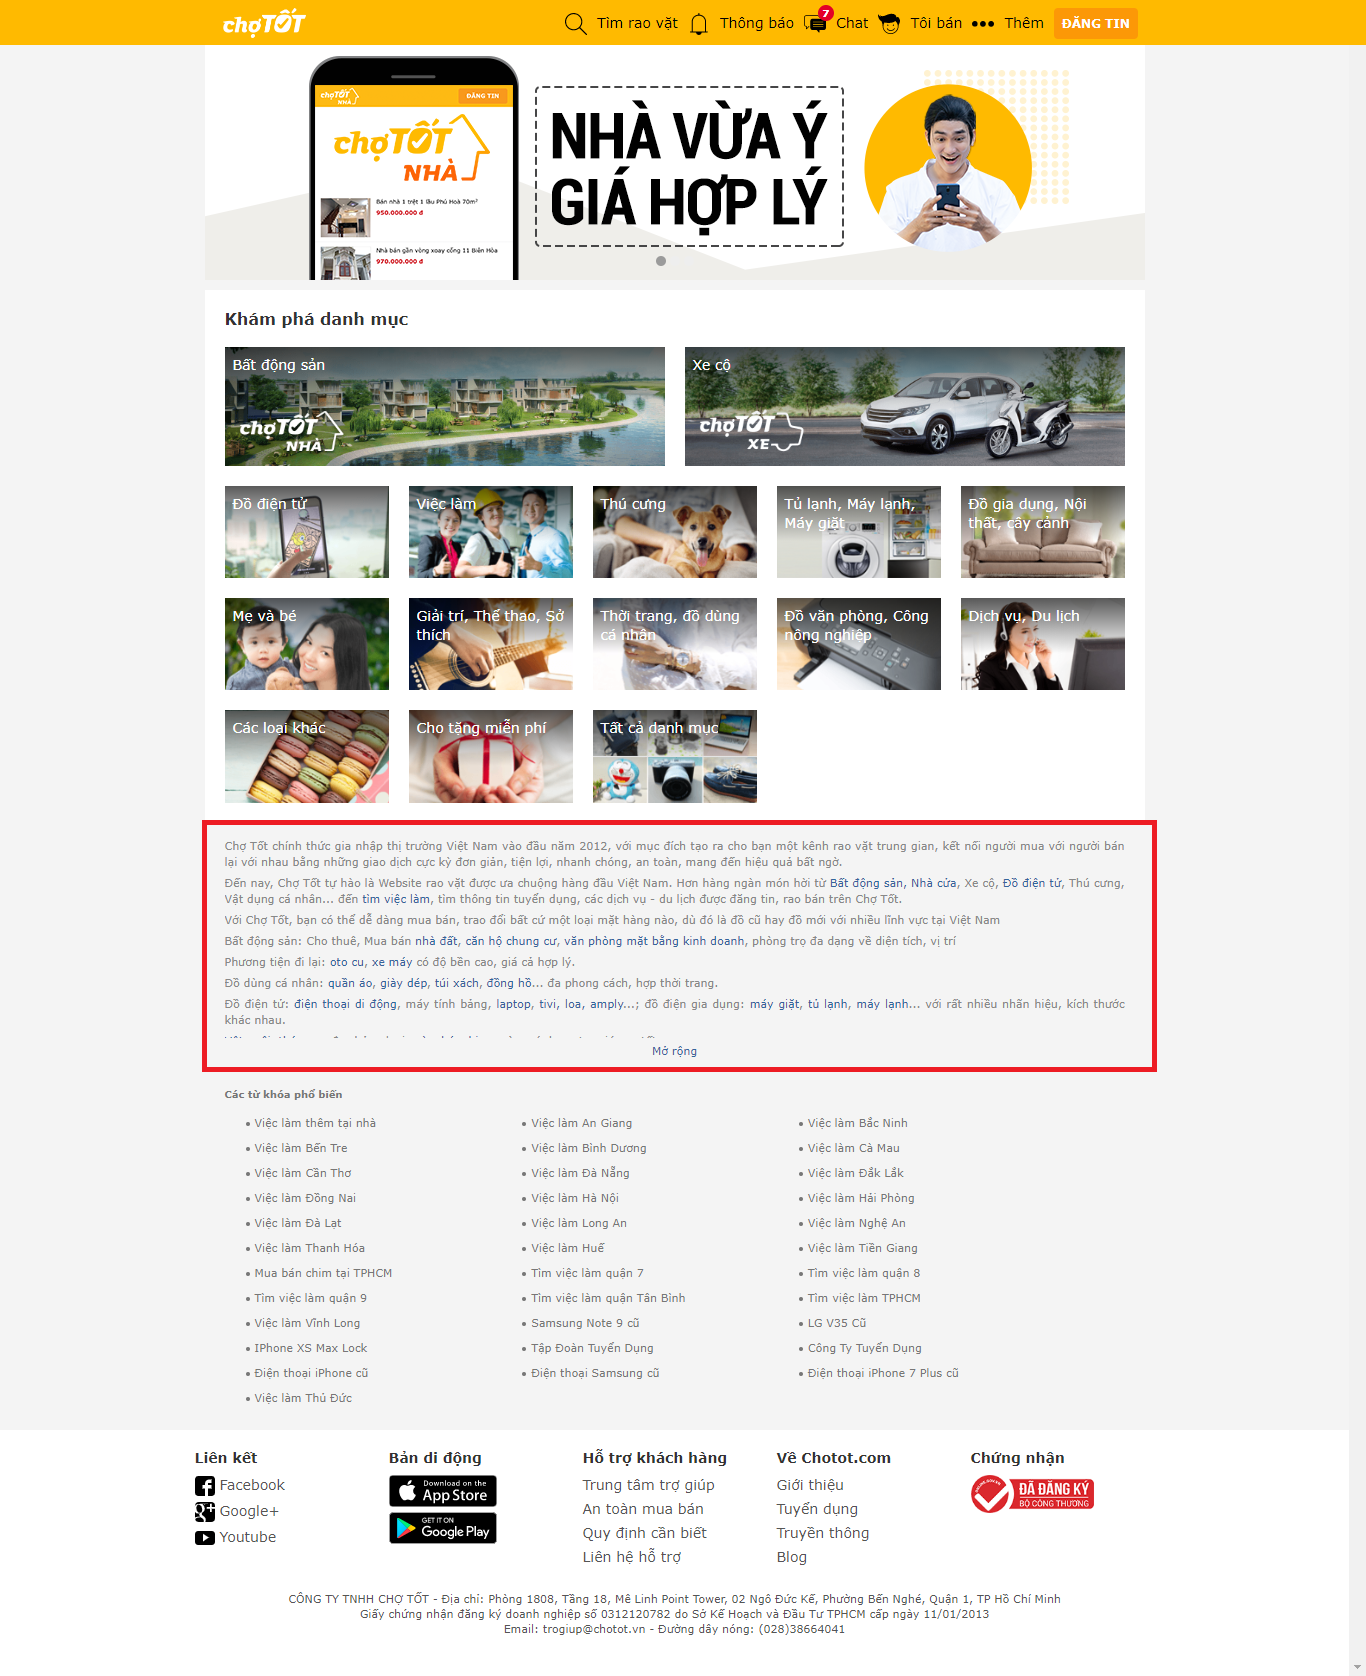 chợTỐT
Tìm rao vặt
Thông báo
7
Chat
Tôi bán
Thêm
ĐĂNG TIN
chợTỐT
NHÀ
ĐĂNG TIN
chợTỐT
NHÀ
Bán nhà 1 trệt 1 lầu Phú Hoà 70m²
950.000.000 đ
Nhà bán gần vòng xoay cổng 11 Biên Hòa
970.000.000 đ
NHÀ VỪA Ý
GIÁ HỢP LÝ
Khám phá danh mục
Bất động sản
chợTỐT
NHÀ
Xe cộ
chợTỐT
XE
Đồ điện tử
Việc làm
Thú cưng
Tủ lạnh, Máy lạnh,
Máy giặt
Đồ gia dụng, Nội
thất, cây cảnh
Mẹ và bé
Giải trí, Thể thao, Sở
thích
Thời trang, đồ dùng
cá nhân
Đồ văn phòng, Công
nông nghiệp
Dịch vụ, Du lịch
Các loại khác
Cho tặng miễn phí
Tất cả danh mục
Chợ Tốt chính thức gia nhập thị trường Việt Nam vào đầu năm 2012, với mục đích tạo ra cho bạn một kênh rao vặt trung gian, kết nối người mua với người bán
lại với nhau bằng những giao dịch cực kỳ đơn giản, tiện lợi, nhanh chóng, an toàn, mang đến hiệu quả bất ngờ.
Đến nay, Chợ Tốt tự hào là Website rao vặt được ưa chuộng hàng đầu Việt Nam. Hơn hàng ngàn món hời từ Bất động sản, Nhà cửa, Xe cộ, Đồ điện tử, Thú cưng,
Vật dụng cá nhân... đến tìm việc làm, tìm thông tin tuyển dụng, các dịch vụ - du lịch được đăng tin, rao bán trên Chợ Tốt.
Với Chợ Tốt, bạn có thể dễ dàng mua bán, trao đổi bất cứ một loại mặt hàng nào, dù đó là đồ cũ hay đồ mới với nhiều lĩnh vực tại Việt Nam
Bất động sản: Cho thuê, Mua bán nhà đất, căn hộ chung cư, văn phòng mặt bằng kinh doanh, phòng trọ đa dạng về diện tích, vị trí
Phương tiện đi lại: oto cu, xe máy có độ bền cao, giá cả hợp lý.
Đồ dùng cá nhân: quần áo, giày dép, túi xách, đồng hồ... đa phong cách, hợp thời trang.
Đồ điện tử: điện thoại di động, máy tính bảng, laptop, tivi, loa, amply...; đồ điện gia dụng: máy giặt, tủ lạnh, máy lạnh... với rất nhiều nhãn hiệu, kích thước
khác nhau.
Mở rộng
Các từ khóa phổ biến
Việc làm thêm tại nhà
Việc làm An Giang
Việc làm Bắc Ninh
Việc làm Bến Tre
Việc làm Bình Dương
Việc làm Cà Mau
Việc làm Cần Thơ
Việc làm Đà Nẵng
Việc làm Đắk Lắk
Việc làm Đồng Nai
Việc làm Hà Nội
Việc làm Hải Phòng
Việc làm Đà Lạt
Việc làm Long An
Việc làm Nghệ An
Việc làm Thanh Hóa
Việc làm Huế
Việc làm Tiền Giang
Mua bán chim tại TPHCM
Tìm việc làm quận 7
Tìm việc làm quận 8
Tìm việc làm quận 9
Tìm việc làm quận Tân Bình
Tìm việc làm TPHCM
Việc làm Vĩnh Long
Samsung Note 9 cũ
LG V35 Cũ
IPhone XS Max Lock
Tập Đoàn Tuyển Dụng
Công Ty Tuyển Dụng
Điện thoại iPhone cũ
Điện thoại Samsung cũ
Điện thoại iPhone 7 Plus cũ
Việc làm Thủ Đức
Liên kết
Facebook
Google+
Youtube
Bản di động
Download on the
App Store
GET IT ON
Google Play
Hỗ trợ khách hàng
Trung tâm trợ giúp
An toàn mua bán
Quy định cần biết
Liên hệ hỗ trợ
Về Chotot.com
Giới thiệu
Tuyển dụng
Truyền thông
Blog
Chứng nhận
ĐÃ ĐĂNG KÝ
BỘ CÔNG THƯƠNG
CÔNG TY TNHH CHỢ TỐT - Địa chỉ: Phòng 1808, Tầng 18, Mê Linh Point Tower, 02 Ngô Đức Kế, Phường Bến Nghé, Quận 1, TP Hồ Chí Minh
Giấy chứng nhận đăng ký doanh nghiệp số 0312120782 do Sở Kế Hoạch và Đầu Tư TPHCM cấp ngày 11/01/2013
Email: trogiup@chotot.vn - Đường dây nóng: (028)38664041